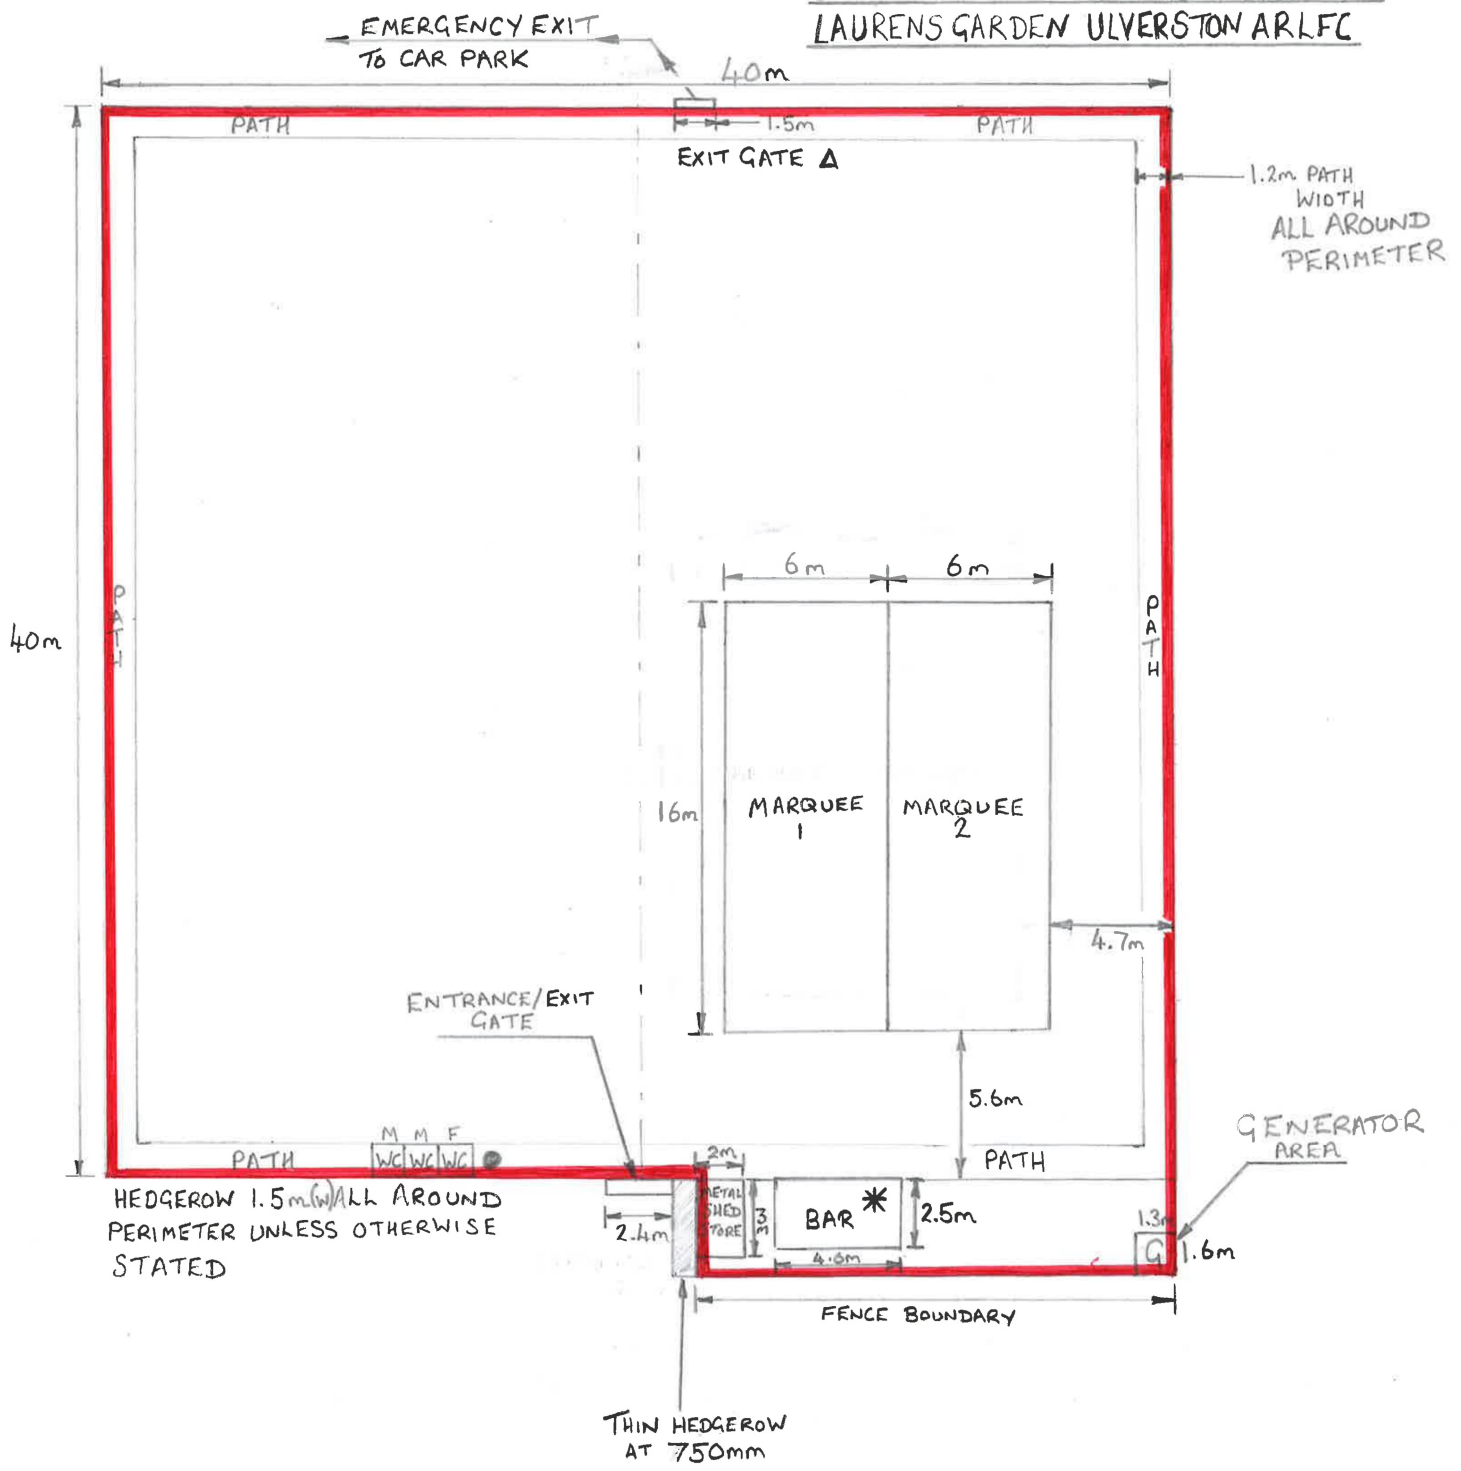 LAURENS GARDEN ULVERSTON ARLFC
EMERGENCY EXIT
TO CAR PARK
40m
PATH
1.5m
PATH
EXIT GATE Δ
1.2m PATH
WIDTH
ALL AROUND
PERIMETER
6m
6m
PATH
PATH
40m
16m
MARQUEE
1
MARQUEE
2
4.7m
ENTRANCE/EXIT
GATE
5.6m
GENERATOR
AREA
M M F
WC WC WC
PATH
2m
PATH
HEDGEROW 1.5m(W) ALL AROUND
PERIMETER UNLESS OTHERWISE
STATED
2.4m
METAL
SHED
STORE
3m
BAR *
2.5m
4.6m
1.3m
G
1.6m
FENCE BOUNDARY
THIN HEDGEROW
AT 750mm